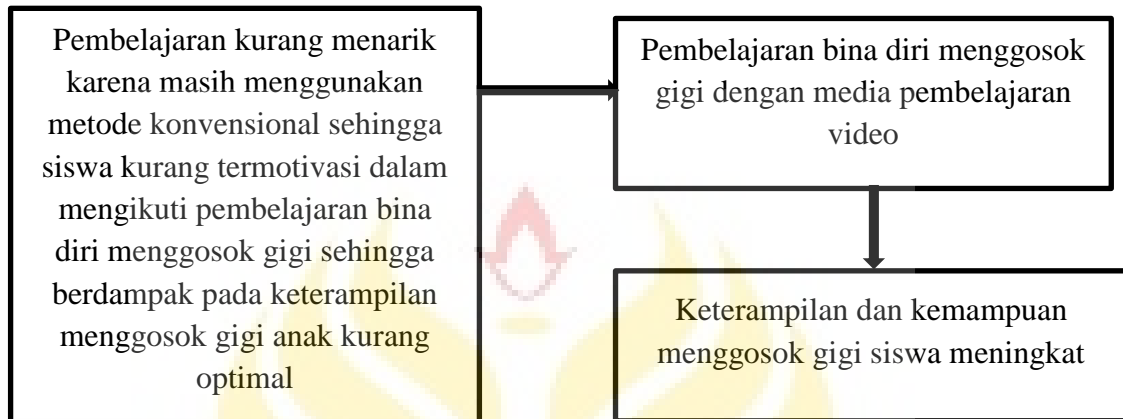 Pembelajaran kurang menarik
karena masih menggunakan
metode konvensional sehingga
siswa kurang termotivasi dalam
mengikuti pembelajaran bina
diri menggosok gigi sehingga
berdampak pada keterampilan
menggosok gigi anak kurang
optimal
Pembelajaran bina diri menggosok
gigi dengan media pembelajaran
video
Keterampilan dan kemampuan
menggosok gigi siswa meningkat